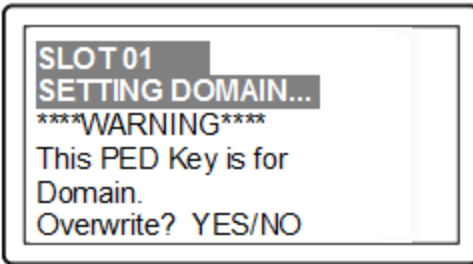 SLOT 01
SETTING DOMAIN...
****WARNING****
This PED Key is for
Domain.
Overwrite? YES/NO